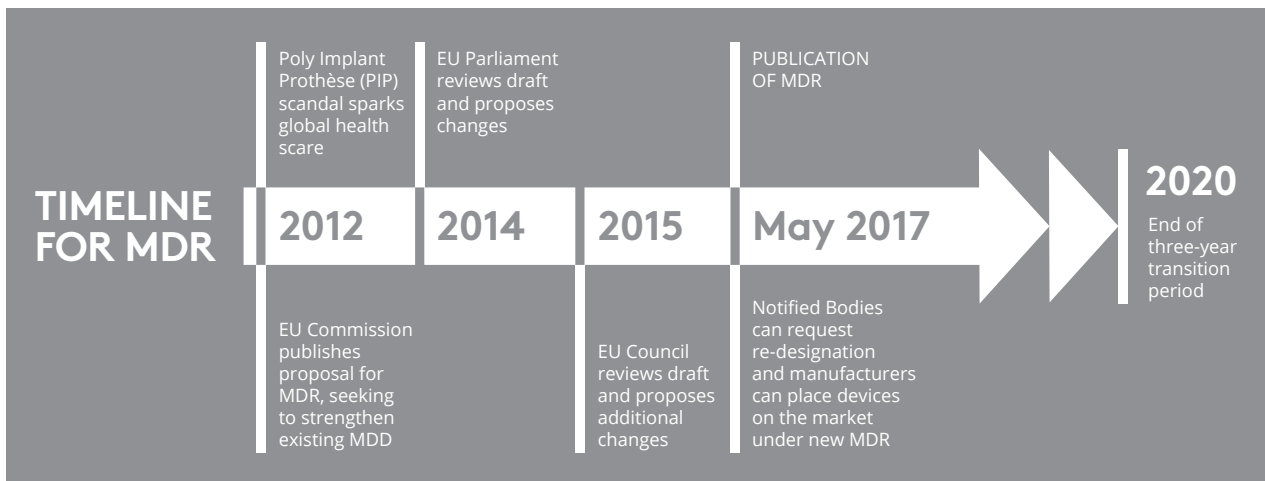 TIMELINE
FOR MDR
Poly Implant
Prothèse (PIP)
scandal sparks
global health
scare
2012
EU Commission
publishes
proposal for
MDR, seeking
to strengthen
existing MDD
EU Parliament
reviews draft
and proposes
changes
2014
2015
EU Council
reviews draft
and proposes
additional
changes
PUBLICATION
OF MDR
May 2017
Notified Bodies
can request
re-designation
and manufacturers
can place devices
on the market
under new MDR
2020
End of
three-year
transition
period